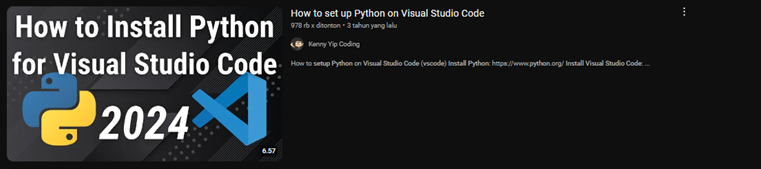 How to Install Python
for Visual Studio Code
2024
6.57
How to set up Python on Visual Studio Code
978 rb x ditonton • 3 tahun yang lalu
Kenny Yip Coding
How to setup Python on Visual Studio Code (vscode) Install Python: https://www.python.org/ Install Visual Studio Code: ...